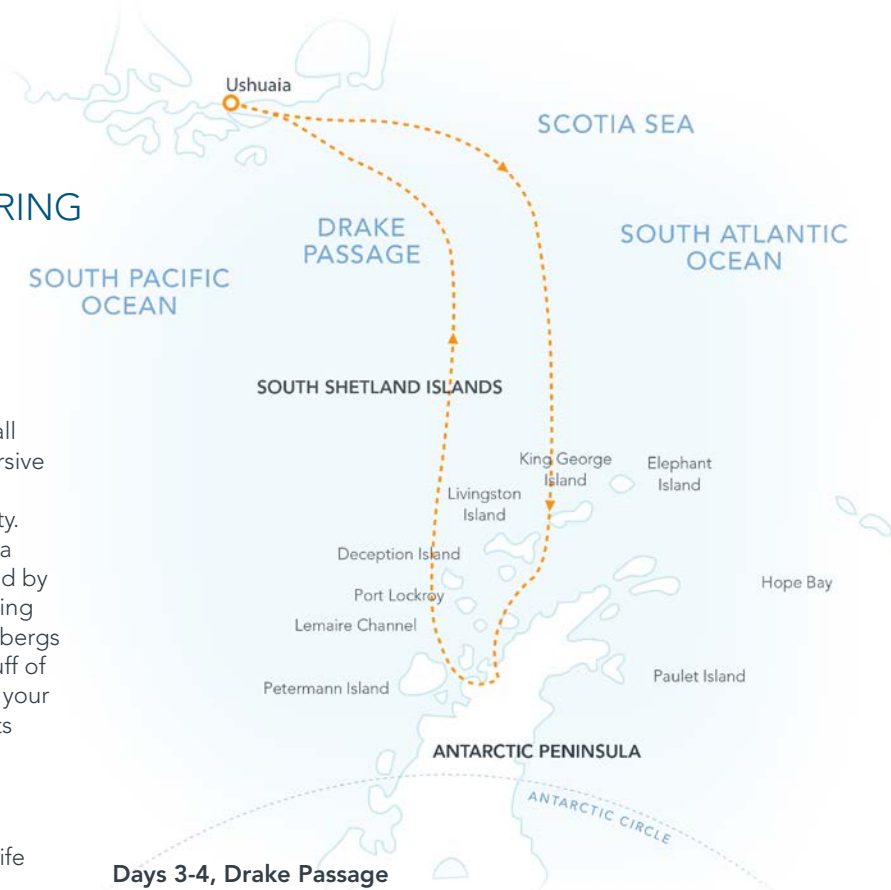 Ushuaia
SCOTIA SEA
RING
DRAKE
PASSAGE
SOUTH ATLANTIC
OCEAN
SOUTH PACIFIC
OCEAN
SOUTH SHETLAND ISLANDS
all
rsive
ty.
a
d by
ing
bergs
ff of
your
ts
ife
King George
Island
Elephant
Island
Livingston
Island
Deception Island
Port Lockroy
Lemaire Channel
Hope Bay
Petermann Island
Paulet Island
ANTARCTIC PENINSULA
ANTARCTIC CIRCLE
Days 3-4, Drake Passage